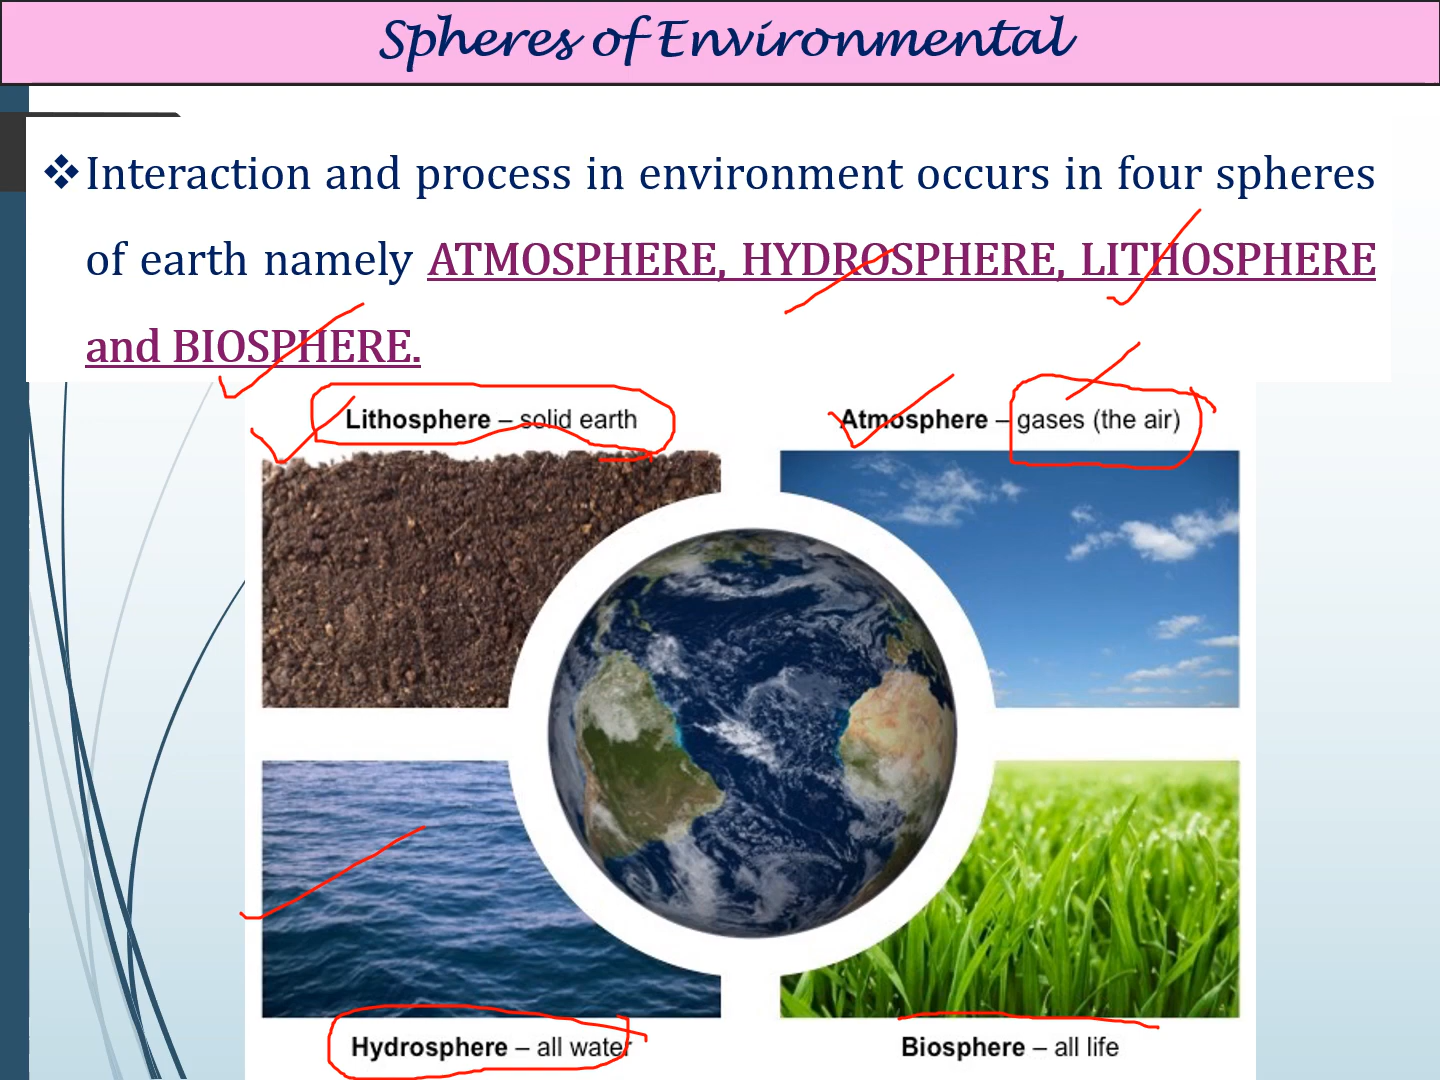 Spheres of Environmental
❖Interaction and process in environment occurs in four spheres
of earth namely ATMOSPHERE, HYDROSPHERE, LITHOSPHERE
and BIOSPHERE.
Lithosphere – solid earth
Atmosphere – gases (the air)
Hydrosphere – all water
Biosphere – all life